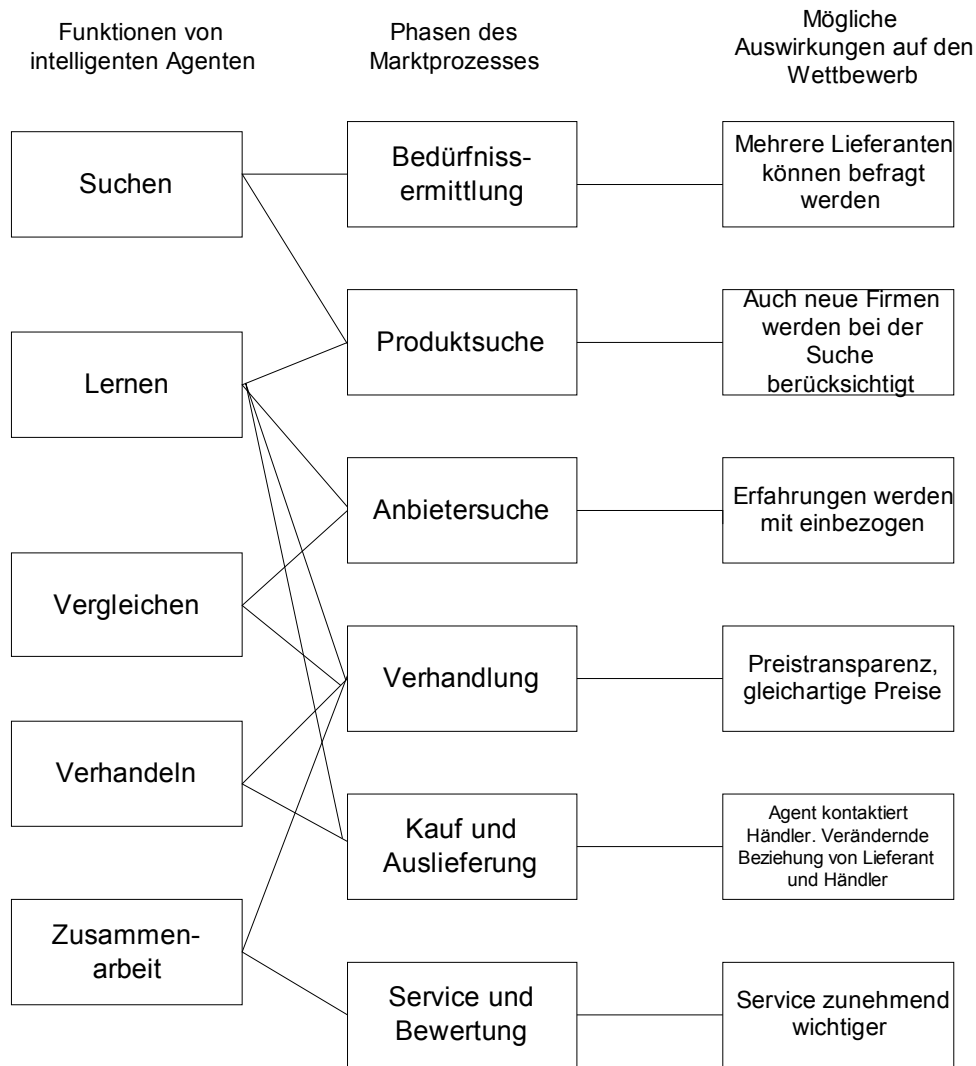 Funktionen von
intelligenten Agenten
Phasen des
Marktprozesses
Mögliche
Auswirkungen auf den
Wettbewerb
Suchen
Lernen
Vergleichen
Verhandeln
Zusammen-
arbeit
Bedürfniss-
ermittlung
Produktsuche
Anbietersuche
Verhandlung
Kauf und
Auslieferung
Service und
Bewertung
Mehrere Lieferanten
können befragt
werden
Auch neue Firmen
werden bei der
Suche
berücksichtigt
Erfahrungen werden
mit einbezogen
Preistransparenz,
gleichartige Preise
Agent kontaktiert
Händler. Verändernde
Beziehung von Lieferant
und Händler
Service zunehmend
wichtiger